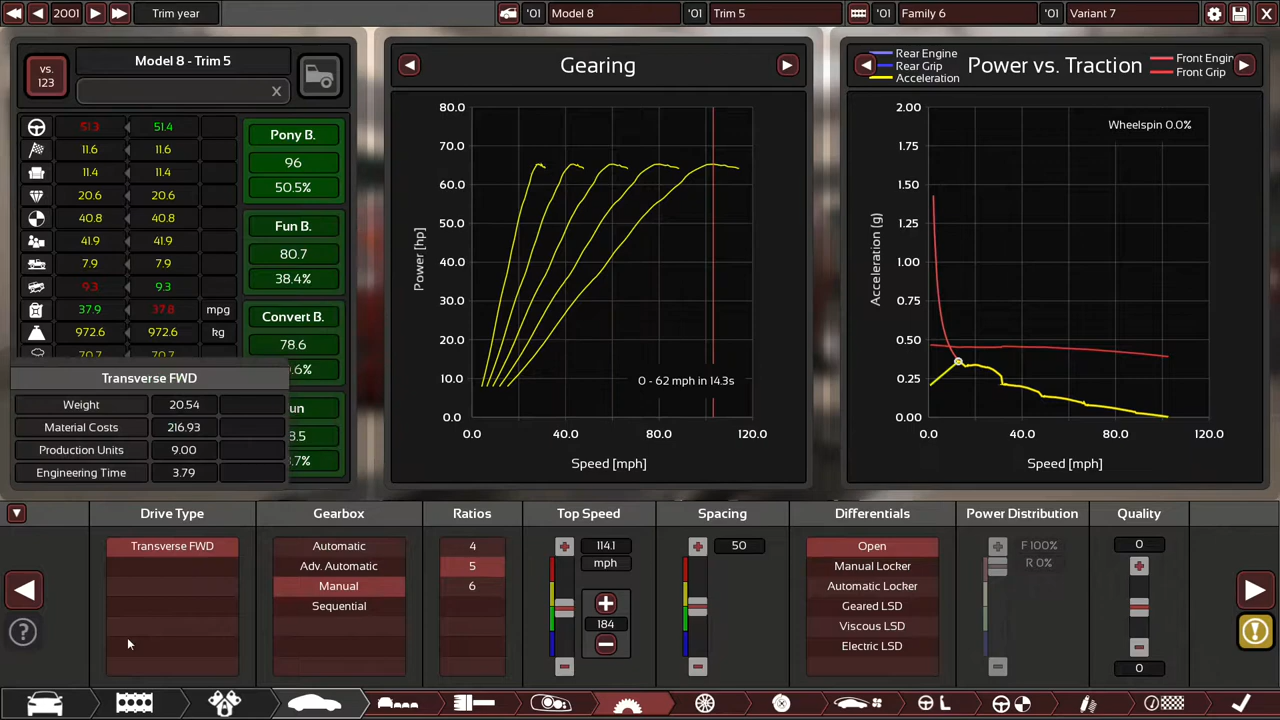 2001
Trim year
'01 Model 8
'01 Trim 5
'01 Family 6
'01 Variant 7
vs.
123
Model 8 - Trim 5
X
51.3 51.4
11.6 11.6
11.4 11.4
20.6 20.6
40.8 40.8
41.9 41.9
7.9 7.9
9.3 9.3
37.9 37.8 mpg
972.6 972.6 kg
70.7 70.7
Pony B.
96
50.5%
Fun B.
80.7
38.4%
Convert B.
78.6
.6%
un
8.5
.7%
Transverse FWD
Weight 20.54
Material Costs 216.93
Production Units 9.00
Engineering Time 3.79
Gearing
80.0
70.0
60.0
50.0
40.0
30.0
20.0
10.0
0.0
Power [hp]
0 - 62 mph in 14.3s
0.0 40.0 80.0 120.0
Speed [mph]
Rear Engine
Rear Grip
Acceleration
Power vs. Traction
Front Engin
Front Grip
2.00
1.75
1.50
1.25
1.00
0.75
0.50
0.25
0.00
Acceleration (g)
Wheelspin 0.0%
0.0 40.0 80.0 120.0
Speed [mph]
Drive Type
Transverse FWD
Gearbox
Automatic
Adv. Automatic
Manual
Sequential
Ratios
4
5
6
Top Speed
114.1
mph
184
Spacing
50
Differentials
Open
Manual Locker
Automatic Locker
Geared LSD
Viscous LSD
Electric LSD
Power Distribution
F 100%
R 0%
Quality
0
0
?